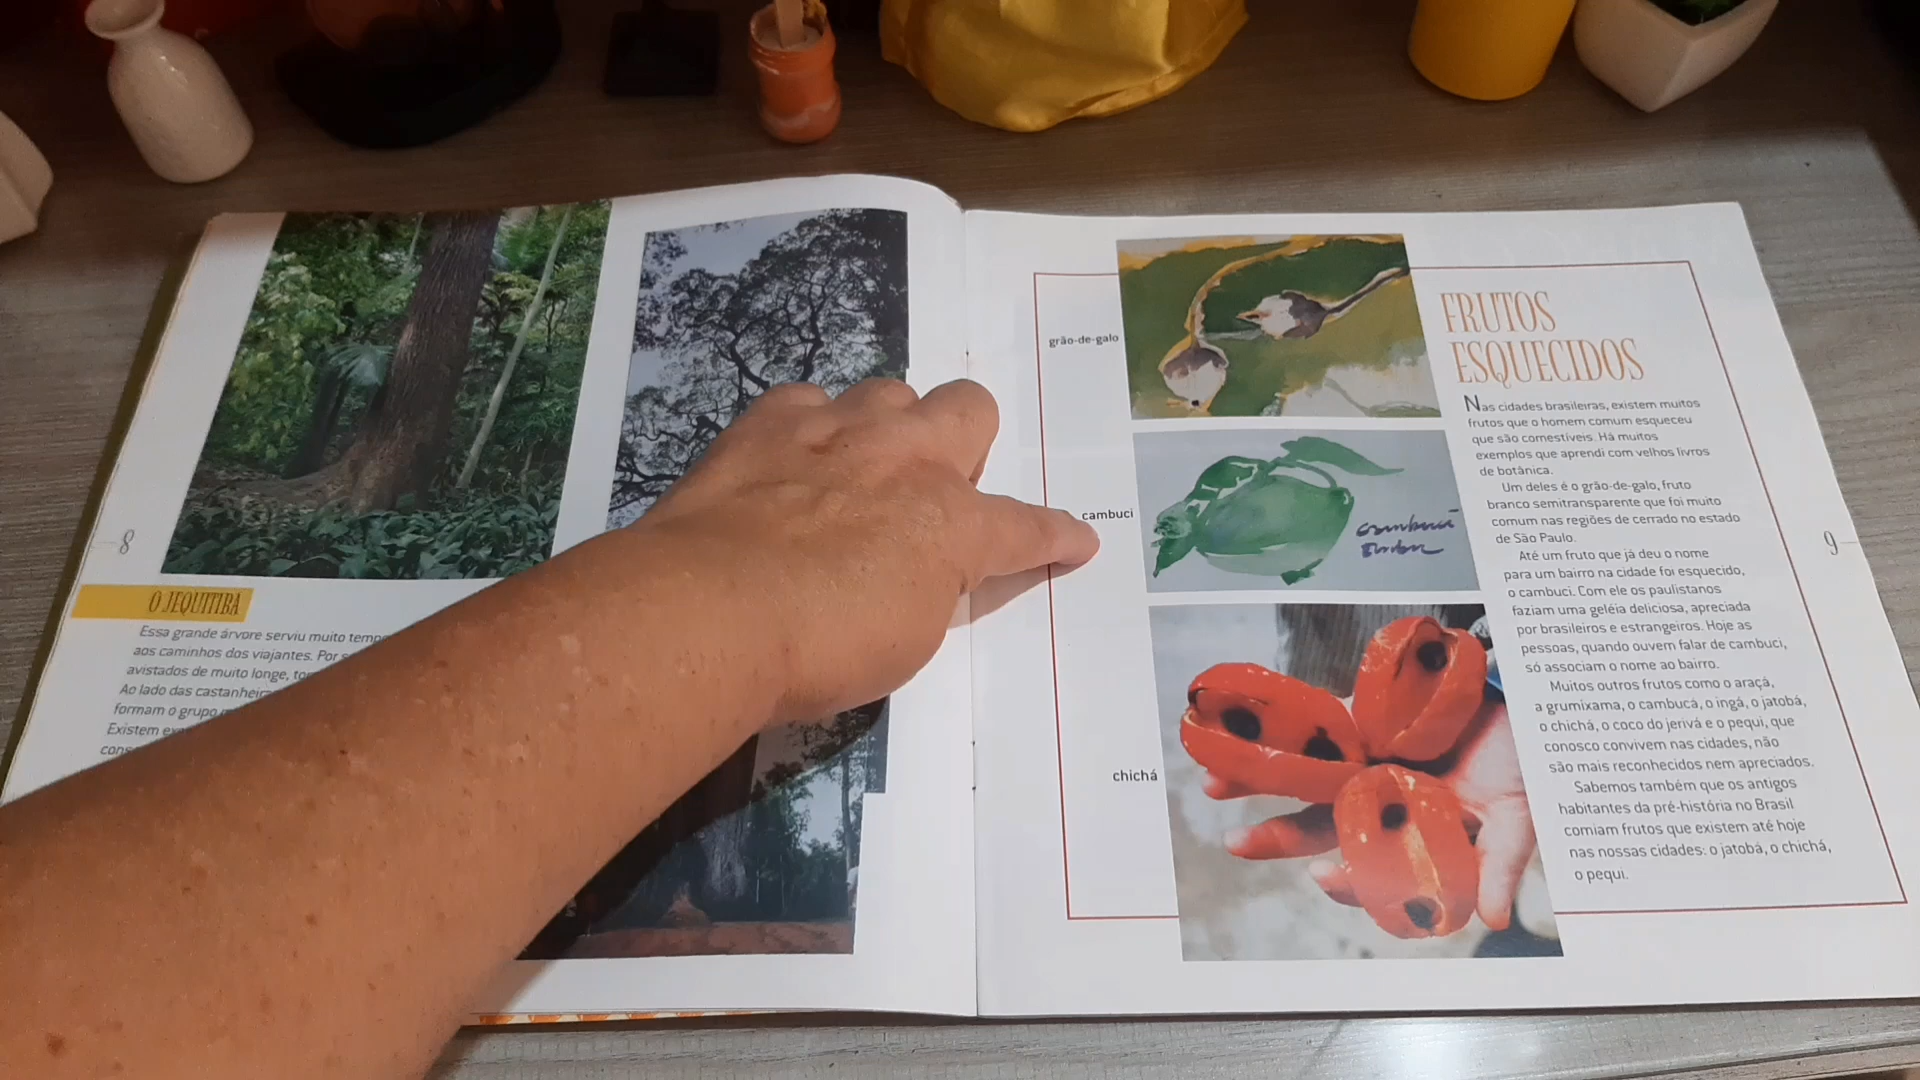 8
O JEQUITIBÁ
Essa grande árvore serviu muito
aos caminhos dos viajantes. Por
avistados de muito longe,
Ao lado das
formam o grupo
Existem
grão-de-galo
cambuci
chichá
cambuci
FRUTOS
ESQUECIDOS
Nas cidades brasileiras, existem muitos
frutos que o homem comum esqueceu
que são comestíveis. Há muitos
exemplos que aprendi com velhos livros
de botânica.
Um deles é o grão-de-galo, fruto
branco semitransparente que foi muito
comum nas regiões de cerrado no estado
de São Paulo.
Até um fruto que já deu o nome
para um bairro na cidade foi esquecido,
o cambuci. Com ele os paulistanos
faziam uma geléia deliciosa, apreciada
por brasileiros e estrangeiros. Hoje as
pessoas, quando ouvem falar de cambuci,
só associam o nome ao bairro.
Muitos outros frutos como o araçá,
a grumixama, o cambucá, o ingá, o jatobá,
o chichá, o coco do jerivá e o pequi, que
conosco convivem nas cidades, não
são mais reconhecidos nem apreciados.
Sabemos também que os antigos
habitantes da pré-história no Brasil
comiam frutos que existem até hoje
nas nossas cidades: o jatobá, o chichá,
o pequi.
9